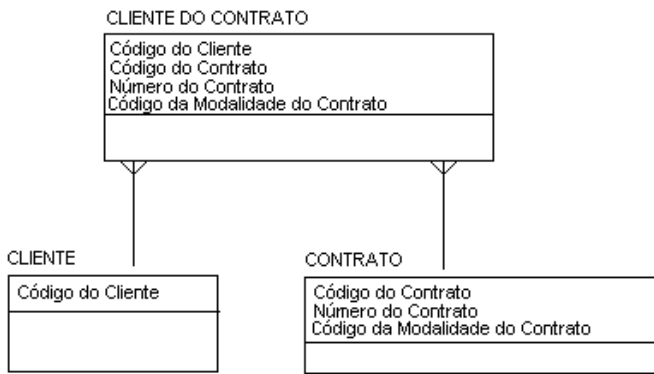 CLIENTE DO CONTRATO
Código do Cliente
Código do Contrato
Número do Contrato
Código da Modalidade do Contrato
CLIENTE
Código do Cliente
CONTRATO
Código do Contrato
Número do Contrato
Código da Modalidade do Contrato